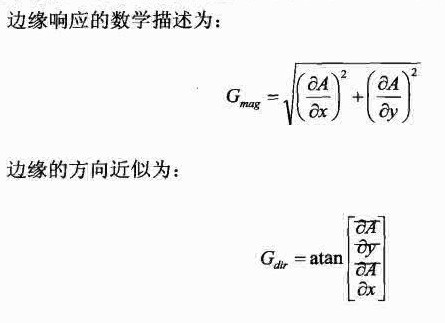 边缘响应的数学描述为：
G_{mag} = \sqrt{\left(\frac{\partial A}{\partial x}\right)^2 + \left(\frac{\partial A}{\partial y}\right)^2}
边缘的方向近似为：
G_{dir} = \text{atan}\left[\frac{\frac{\partial A}{\partial y}}{\frac{\partial A}{\partial x}}\right]